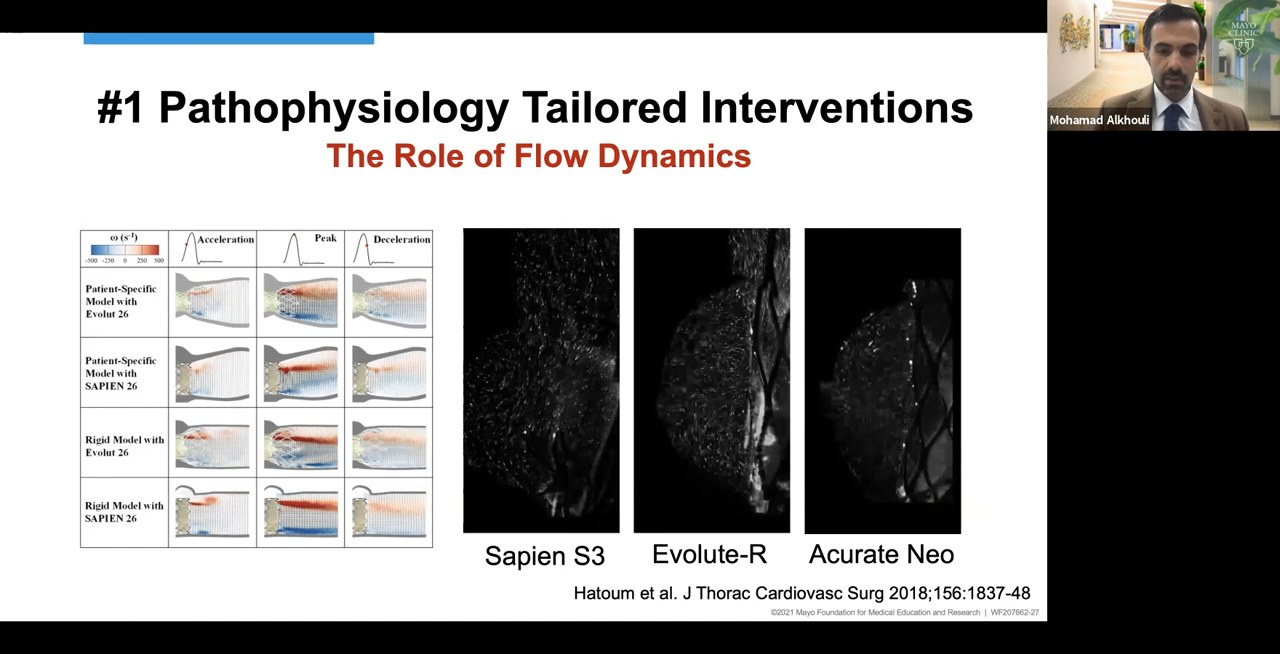 #1 Pathophysiology Tailored Interventions
The Role of Flow Dynamics
ω (s⁻¹)
-500 -250 0 250 500
Acceleration
Peak
Deceleration
Patient-Specific
Model with
Evolut 26
Patient-Specific
Model with
SAPIEN 26
Rigid Model with
Evolut 26
Rigid Model with
SAPIEN 26
Sapien S3
Evolute-R
Acurate Neo
Hatoum et al. J Thorac Cardiovasc Surg 2018;156:1837-48
©2021 Mayo Foundation for Medical Education and Research | WF207662-27
MAYO
CLINIC
Mohamad Alkhouli